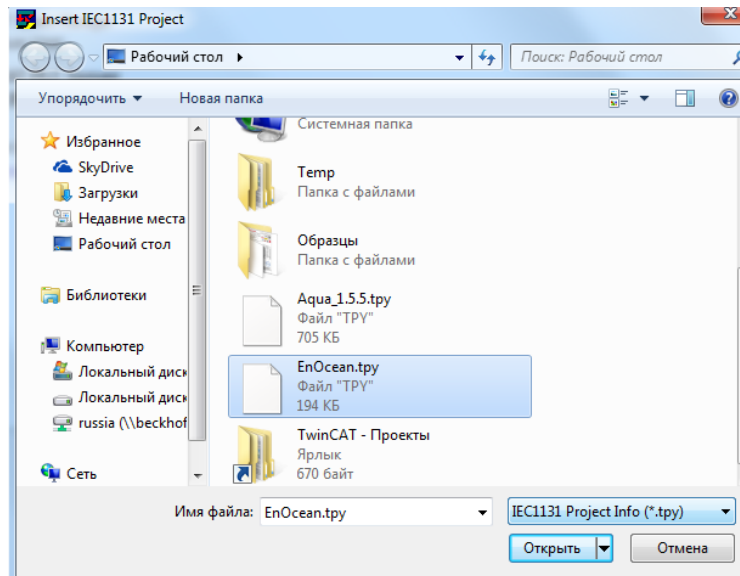 Insert IEC1131 Project
Рабочий стол
Поиск: Рабочий стол
Упорядочить
Новая папка
Избранное
SkyDrive
Загрузки
Недавние места
Рабочий стол
Библиотеки
Компьютер
Локальный диск
Локальный диск
russia (\\beckhof
Сеть
Системная папка
Temp
Папка с файлами
Образцы
Папка с файлами
Aqua_1.5.5.tpy
Файл "TPY"
705 КБ
EnOcean.tpy
Файл "TPY"
194 КБ
TwinCAT - Проекты
Ярлык
670 байт
Имя файла: EnOcean.tpy
IEC1131 Project Info (*.tpy)
Открыть
Отмена